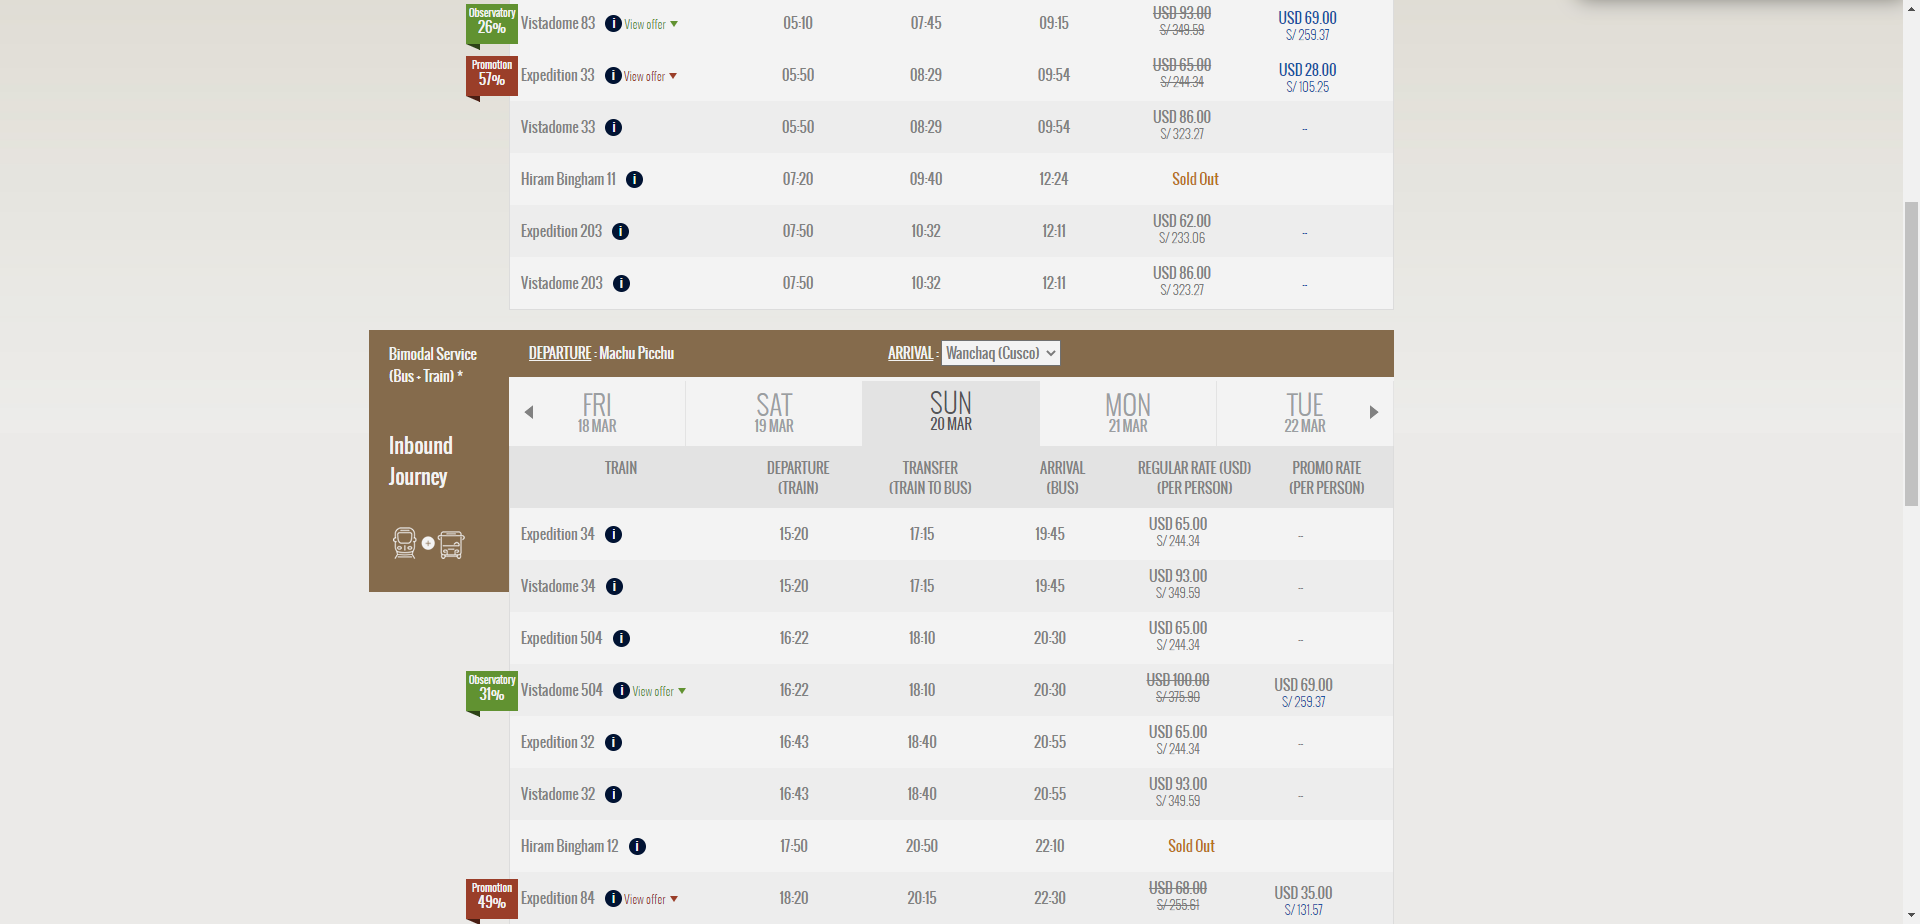 Observatory
26%
Vistadome 83 i View offer 05:10 07:45 09:15 USD 93.00 USD 69.00
S/ 349.59 S/ 259.37
Promotion
57%
Expedition 33 i View offer 05:50 08:29 09:54 USD 65.00 USD 28.00
S/ 244.34 S/ 105.25
Vistadome 33 i 05:50 08:29 09:54 USD 86.00 --
S/ 323.27
Hiram Bingham 11 i 07:20 09:40 12:24 Sold Out
Expedition 203 i 07:50 10:32 12:11 USD 62.00 --
S/ 233.06
Vistadome 203 i 07:50 10:32 12:11 USD 86.00 --
S/ 323.27
Bimodal Service
(Bus + Train) *
Inbound
Journey
DEPARTURE : Machu Picchu ARRIVAL : Wanchaq (Cusco)
FRI SAT SUN MON TUE
18 MAR 19 MAR 20 MAR 21 MAR 22 MAR
TRAIN DEPARTURE TRANSFER ARRIVAL REGULAR RATE (USD) PROMO RATE
(TRAIN) (TRAIN TO BUS) (BUS) (PER PERSON) (PER PERSON)
Expedition 34 i 15:20 17:15 19:45 USD 65.00 --
S/ 244.34
Vistadome 34 i 15:20 17:15 19:45 USD 93.00 --
S/ 349.59
Expedition 504 i 16:22 18:10 20:30 USD 65.00 --
S/ 244.34
Observatory
31%
Vistadome 504 i View offer 16:22 18:10 20:30 USD 100.00 USD 69.00
S/ 375.90 S/ 259.37
Expedition 32 i 16:43 18:40 20:55 USD 65.00 --
S/ 244.34
Vistadome 32 i 16:43 18:40 20:55 USD 93.00 --
S/ 349.59
Hiram Bingham 12 i 17:50 20:50 22:10 Sold Out
Promotion
49%
Expedition 84 i View offer 18:20 20:15 22:30 USD 68.00 USD 35.00
S/ 255.61 S/ 131.57